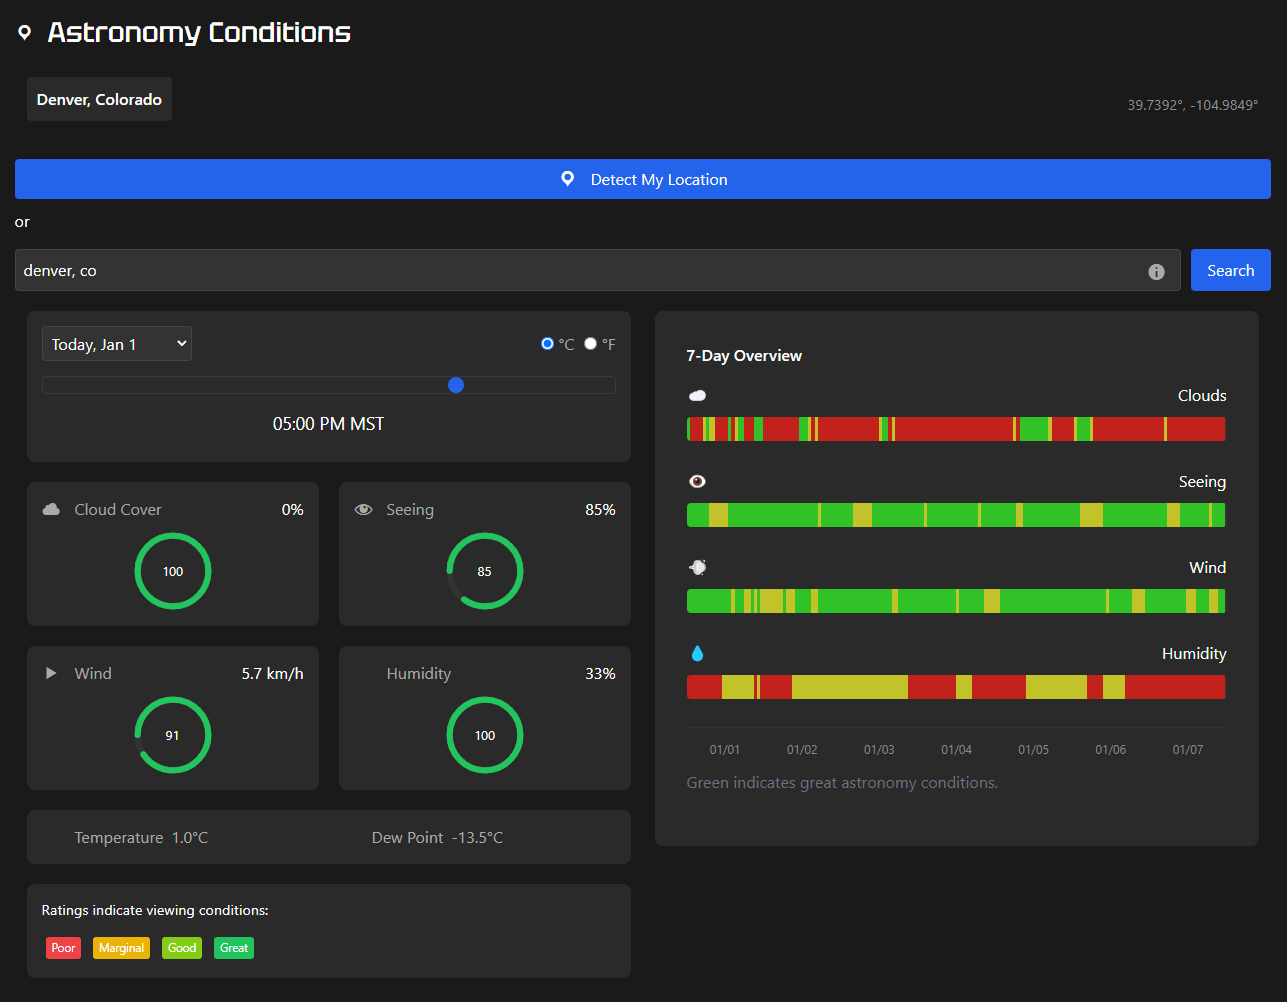 Astronomy Conditions
Denver, Colorado
39.7392°, -104.9849°
Detect My Location
or
denver, co
Search
Today, Jan 1
°C °F
05:00 PM MST
Cloud Cover 0%
100
Seeing 85%
85
Wind 5.7 km/h
91
Humidity 33%
100
Temperature 1.0°C
Dew Point -13.5°C
Ratings indicate viewing conditions:
Poor Marginal Good Great
7-Day Overview
Clouds
Seeing
Wind
Humidity
01/01 01/02 01/03 01/04 01/05 01/06 01/07
Green indicates great astronomy conditions.